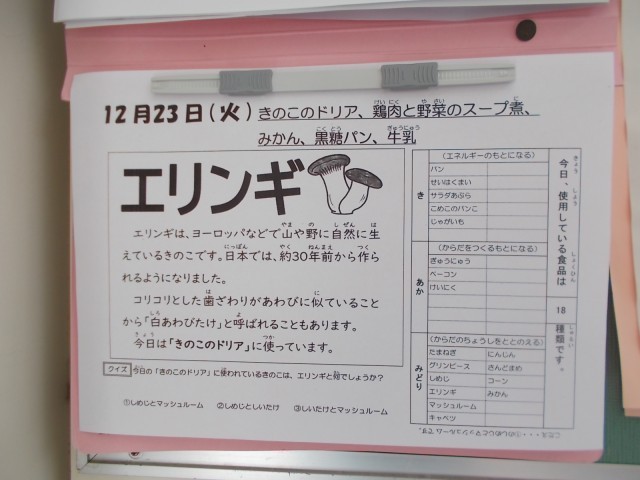 12月23日(火) きのこのドリア、鶏肉と野菜のスープ煮、
みかん、黒糖パン、牛乳
エリンギ
エリンギは、ヨーロッパなどで山や野に自然に生
えているきのこです。日本では、約30年前から作ら
れるようになりました。
コリコリとした歯ざわりがあわびに似ていること
から「白あわびたけ」と呼ばれることもあります。
今日は「きのこのドリア」に使っています。
クイズ 今日の「きのこのドリア」に使われているきのこは、エリンギと何でしょうか?
①しめじとマッシュルーム ②しめじとしいたけ ③しいたけとマッシュルーム
今日、使用している食品は
18
種類です。
き
(エネルギーのもとになる)
パン
せいはくまい
サラダあぶら
こめこのパンこ
じゃがいも
あか
(からだをつくるもとになる)
ぎゅうにゅう
ベーコン
けいにく
みどり
(からだのちょうしをととのえる)
たまねぎ にんじん
グリンピース さんどまめ
しめじ コーン
エリンギ みかん
マッシュルーム
キャベツ